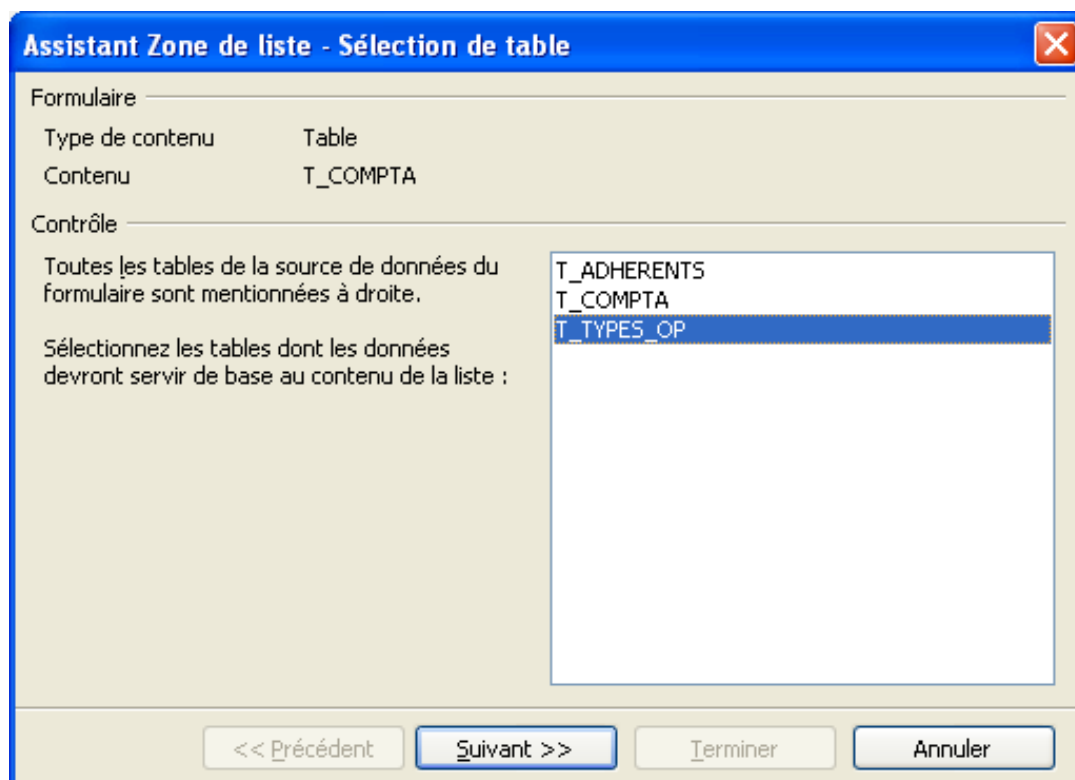 Assistant Zone de liste - Sélection de table
Formulaire
Type de contenu Table
Contenu T_COMPTA
Contrôle
Toutes les tables de la source de données du
formulaire sont mentionnées à droite.
Sélectionnez les tables dont les données
devront servir de base au contenu de la liste :
T_ADHERENTS
T_COMPTA
T_TYPES_OP
<< Précédent Suivant >> Terminer Annuler